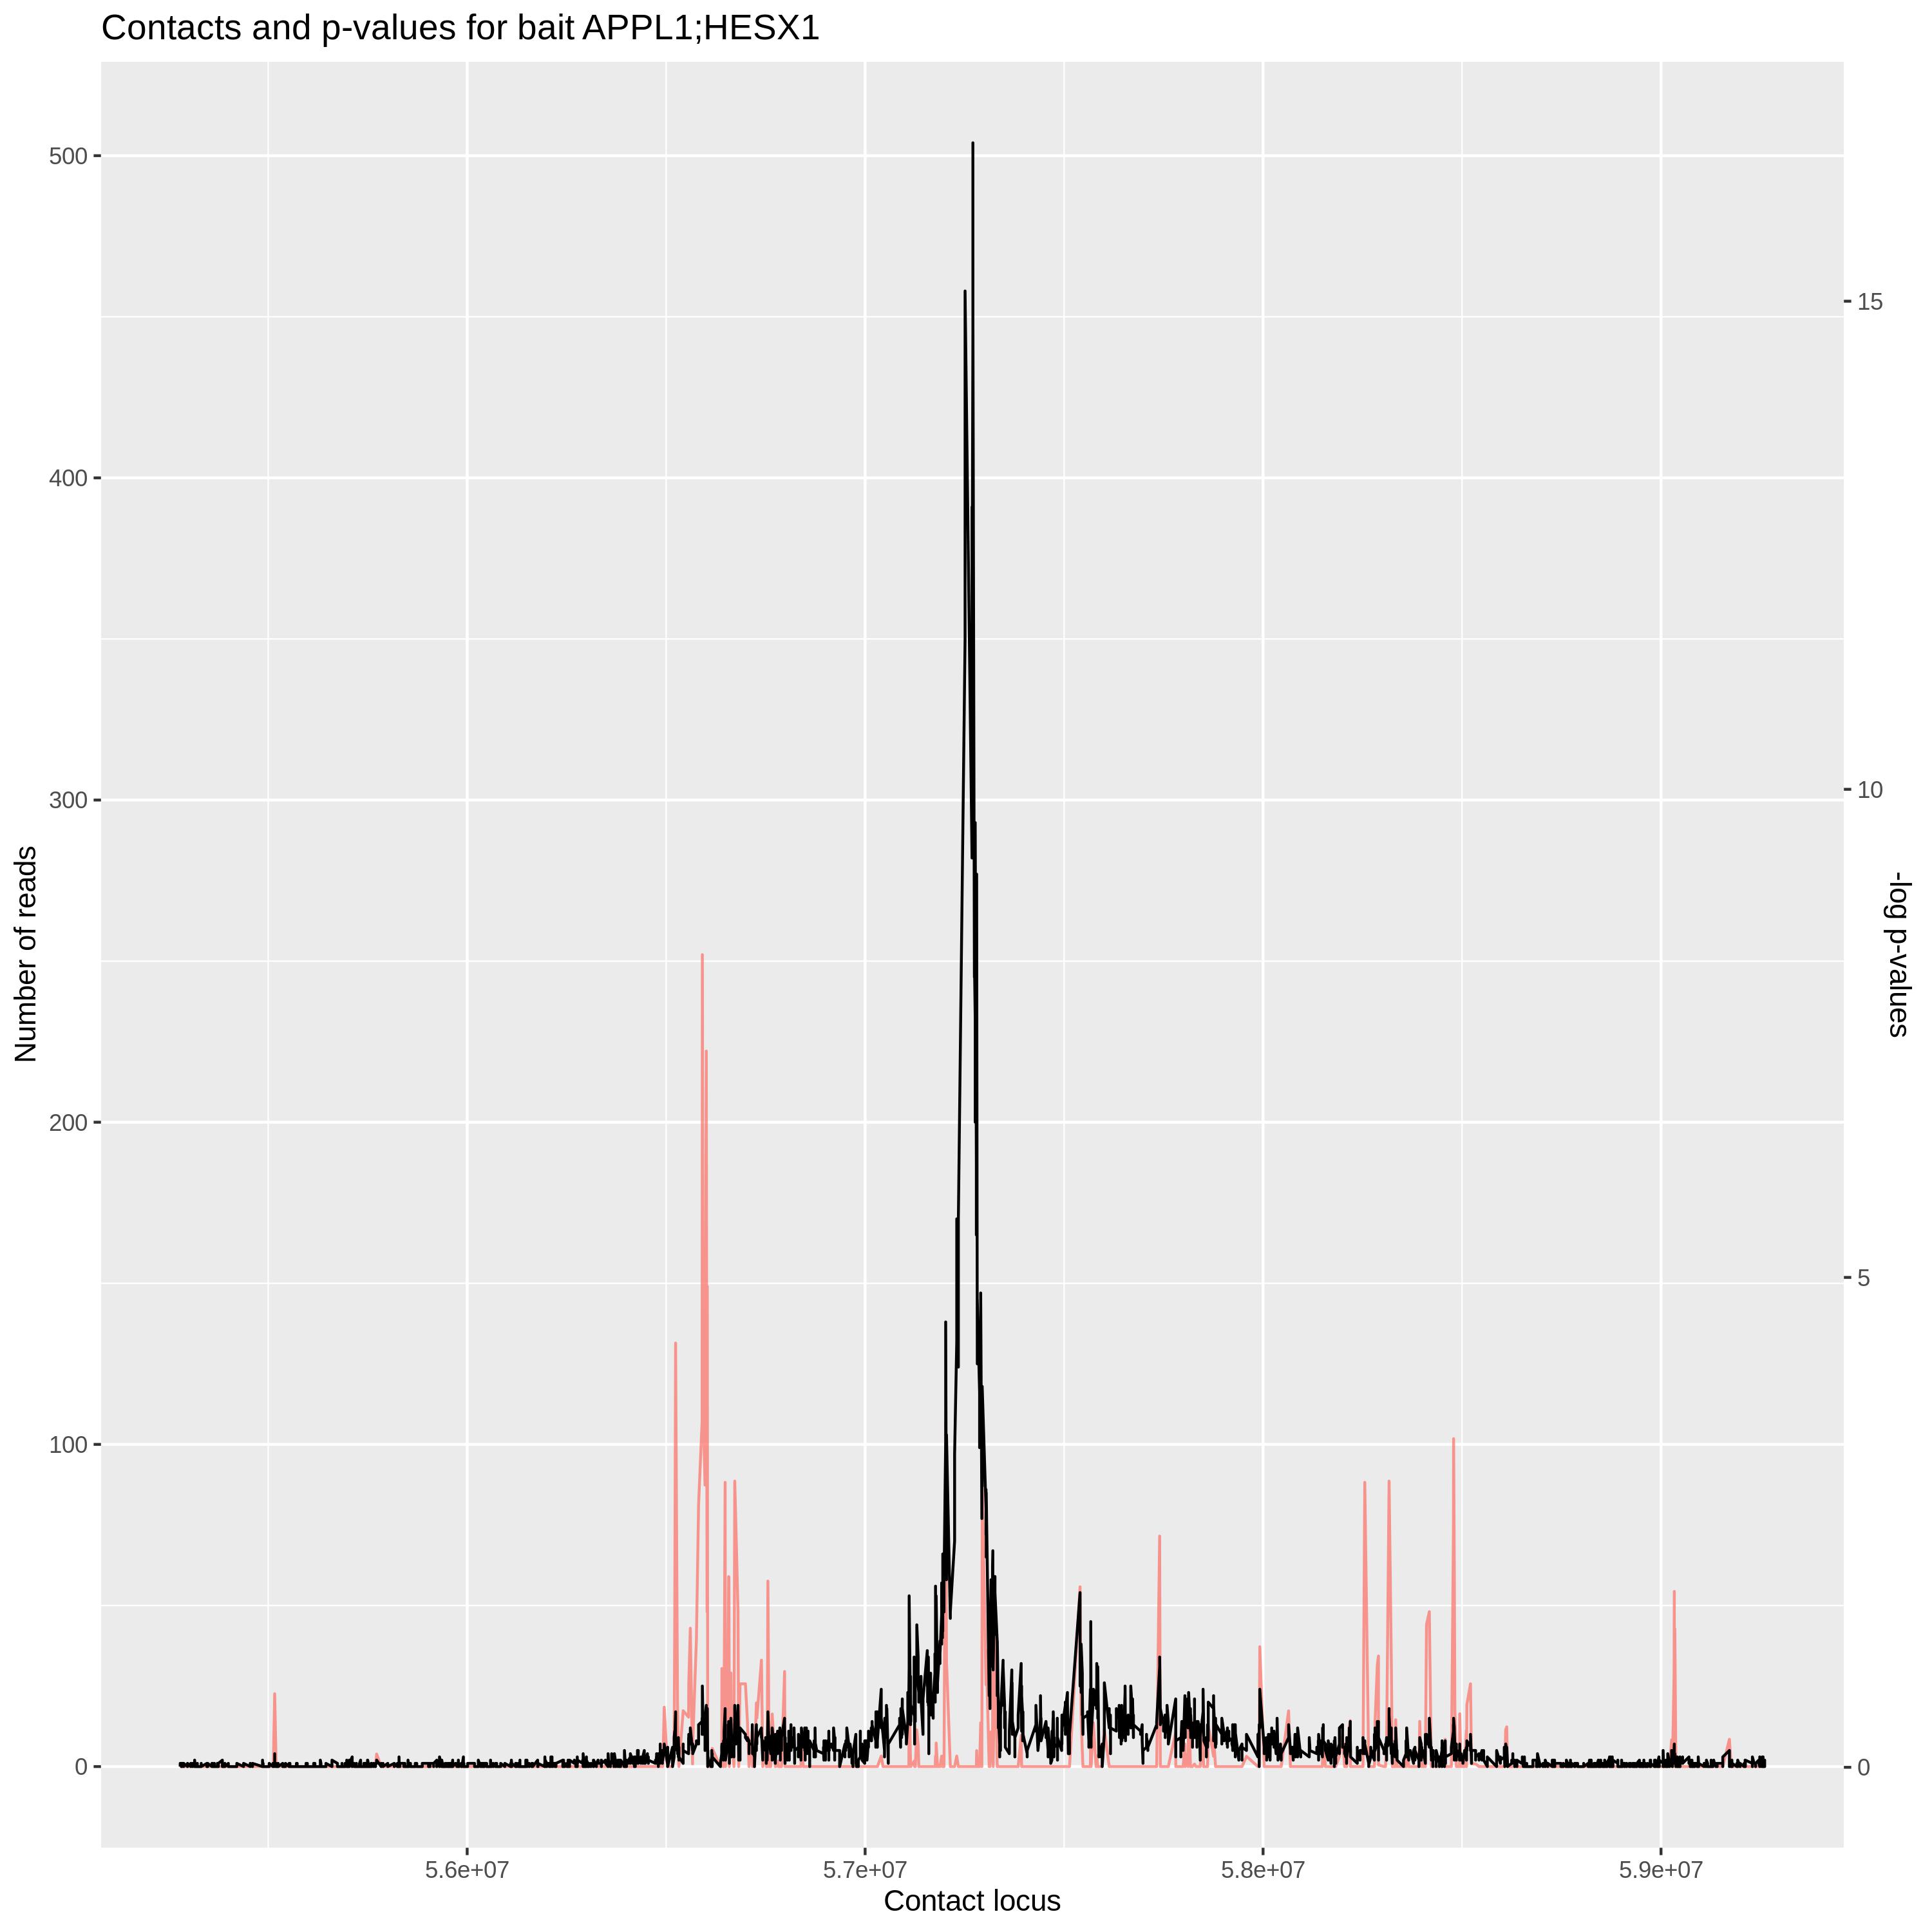 Contacts and p-values for bait APPL1;HESX1
500
400
300
200
100
0
Number of reads
15
10
5
0
-log p-values
5.6e+07
5.7e+07
5.8e+07
5.9e+07
Contact locus